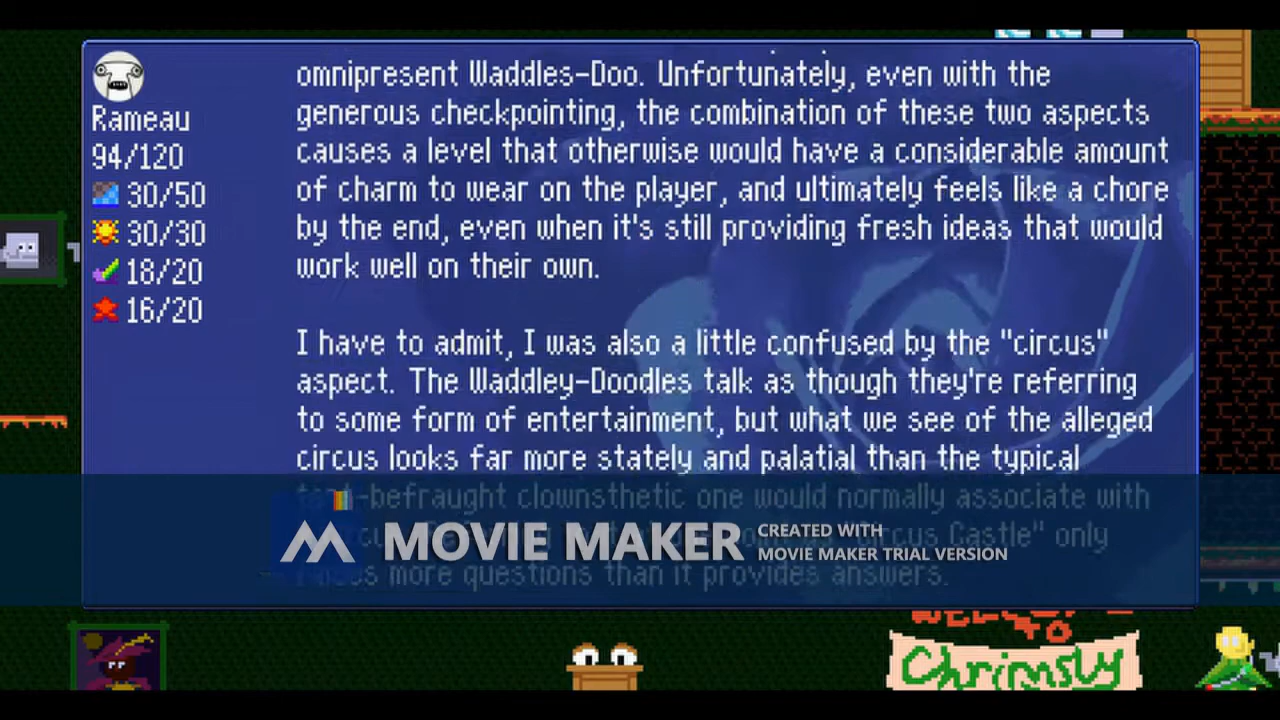 omnipresent Waddles-Doo. Unfortunately, even with the
generous checkpointing, the combination of these two aspects
causes a level that otherwise would have a considerable amount
of charm to wear on the player, and ultimately feels like a chore
by the end, even when it's still providing fresh ideas that would
work well on their own.
I have to admit, I was also a little confused by the "circus"
aspect. The Waddley-Doodles talk as though they're referring
to some form of entertainment, but what we see of the alleged
circus looks far more stately and palatial than the typical
-befraught clownsthetic one would normally associate with
Circus Castle" only
more questions than it provides answers.
Rameau
94/120
30/50
30/30
18/20
16/20
MOVIE MAKER
CREATED WITH
MOVIE MAKER TRIAL VERSION
Chrimsly